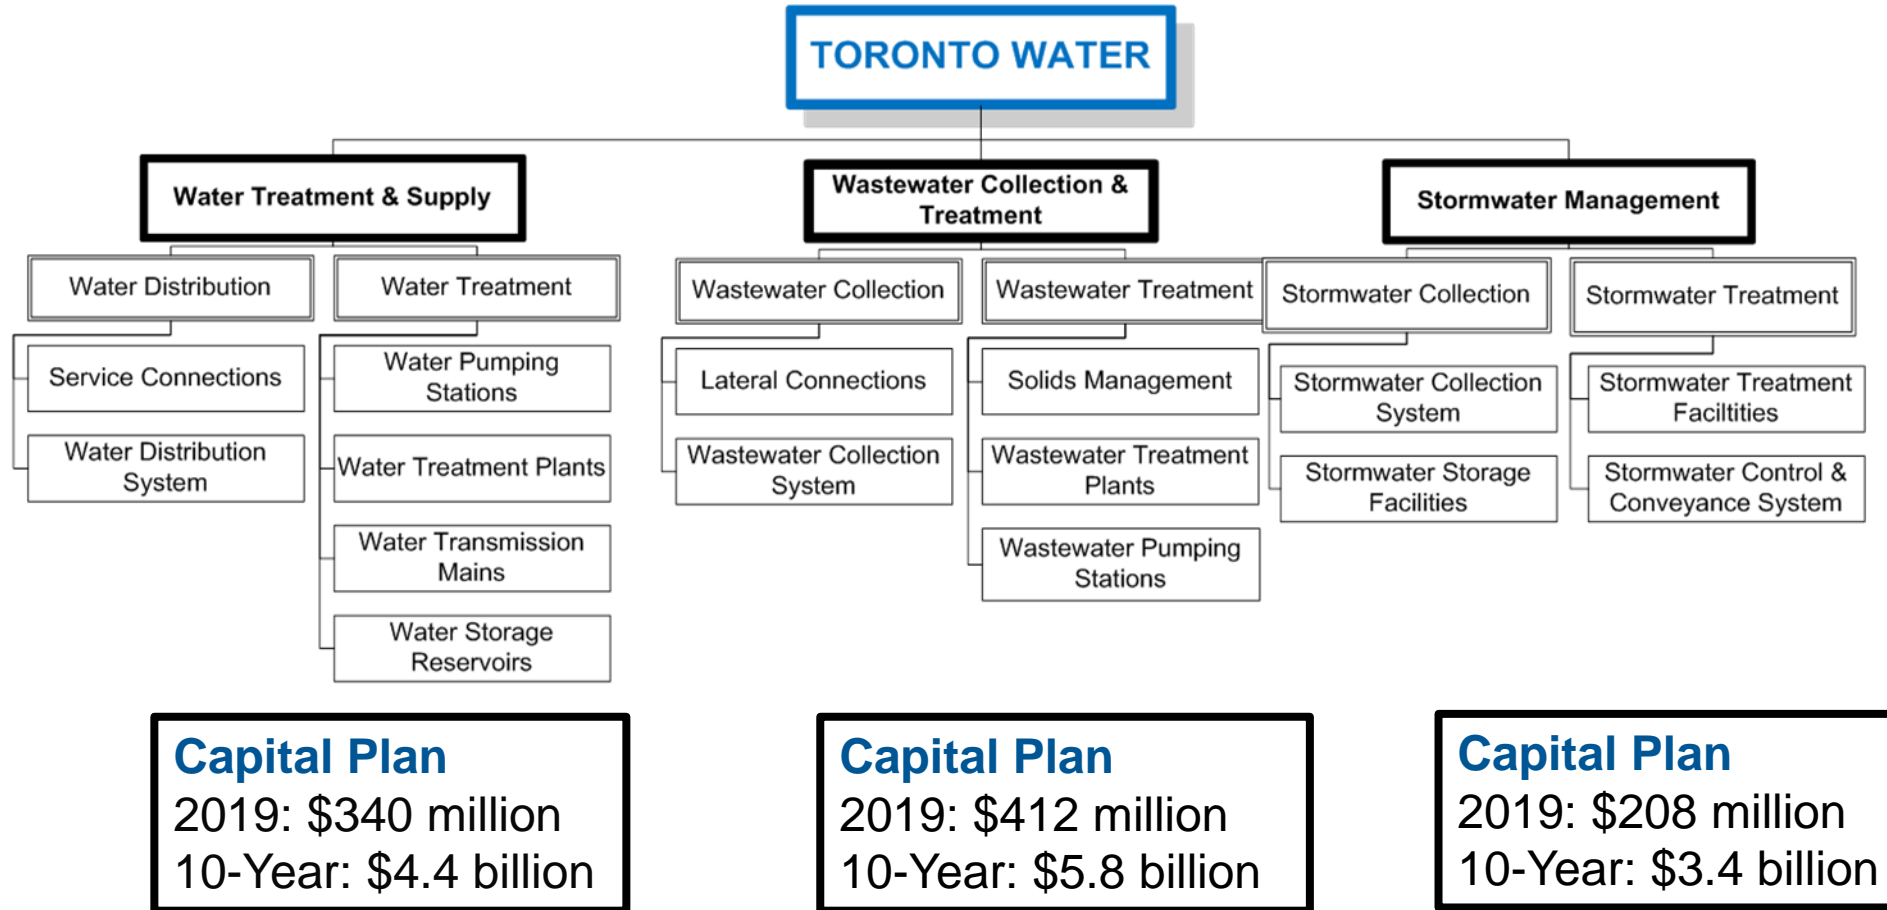 TORONTO WATER
Water Treatment & Supply
Wastewater Collection &
Treatment
Stormwater Management
Water Distribution
Water Treatment
Wastewater Collection
Wastewater Treatment
Stormwater Collection
Stormwater Treatment
Service Connections
Water Distribution
System
Water Pumping
Stations
Water Treatment Plants
Water Transmission
Mains
Water Storage
Reservoirs
Lateral Connections
Wastewater Collection
System
Solids Management
Wastewater Treatment
Plants
Wastewater Pumping
Stations
Stormwater Collection
System
Stormwater Storage
Facilities
Stormwater Treatment
Faciltities
Stormwater Control &
Conveyance System
Capital Plan
2019: $340 million
10-Year: $4.4 billion
Capital Plan
2019: $412 million
10-Year: $5.8 billion
Capital Plan
2019: $208 million
10-Year: $3.4 billion